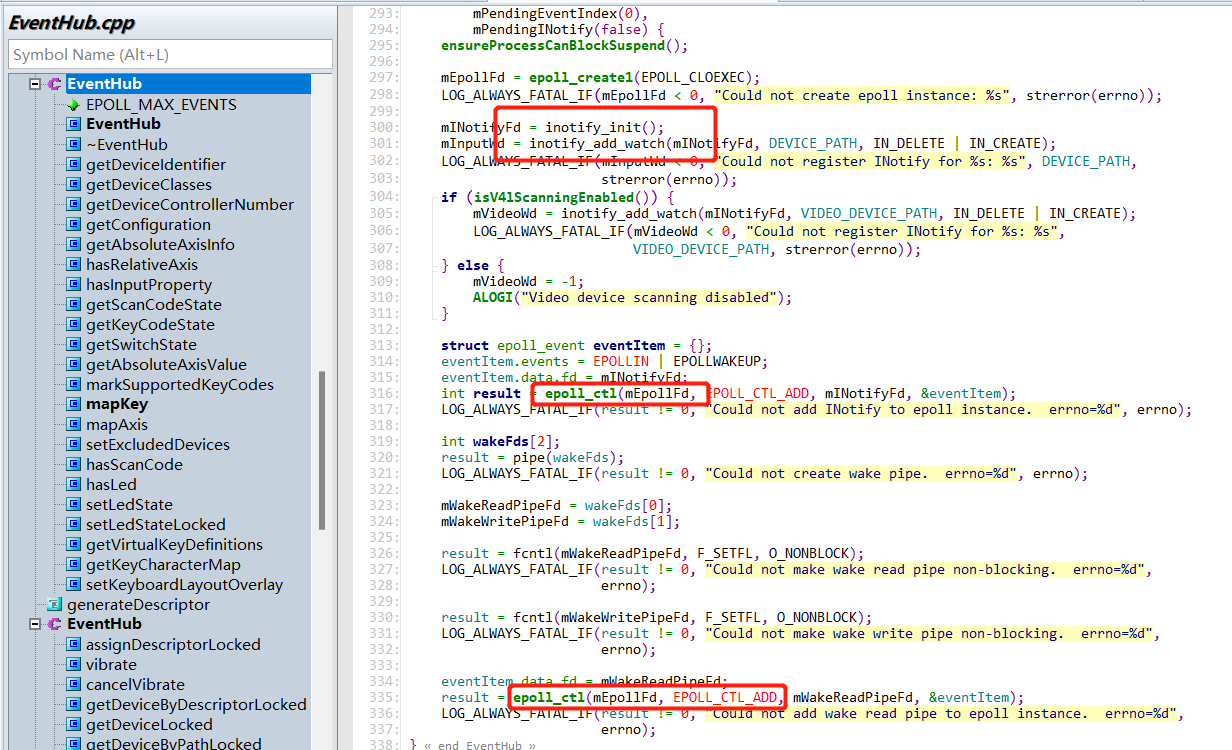 EventHub.cpp
Symbol Name (Alt+L)
EventHub
EPOLL_MAX_EVENTS
EventHub
~EventHub
getDeviceIdentifier
getDeviceClasses
getDeviceControllerNumber
getConfiguration
getAbsoluteAxisInfo
hasRelativeAxis
hasInputProperty
getScanCodeState
getKeyCodeState
getSwitchState
getAbsoluteAxisValue
markSupportedKeyCodes
mapKey
mapAxis
setExcludedDevices
hasScanCode
hasLed
setLedState
setLedStateLocked
getVirtualKeyDefinitions
getKeyCharacterMap
setKeyboardLayoutOverlay
generateDescriptor
EventHub
assignDescriptorLocked
vibrate
cancelVibrate
getDeviceByDescriptorLocked
getDeviceLocked
getDeviceByPathLocked
293: mPendingEventIndex(0),
294: mPendingINotify(false) {
295: ensureProcessCanBlockSuspend();
296:
297: mEpollFd = epoll_create1(EPOLL_CLOEXEC);
298: LOG_ALWAYS_FATAL_IF(mEpollFd < 0, "Could not create epoll instance: %s", strerror(errno));
299:
300: mINotifyFd = inotify_init();
301: mInputWd = inotify_add_watch(mINotifyFd, DEVICE_PATH, IN_DELETE | IN_CREATE);
302: LOG_ALWAYS_FATAL_IF(mInputWd < 0, "Could not register INotify for %s: %s", DEVICE_PATH,
303: strerror(errno));
304: if (isV4lScanningEnabled()) {
305: mVideoWd = inotify_add_watch(mINotifyFd, VIDEO_DEVICE_PATH, IN_DELETE | IN_CREATE);
306: LOG_ALWAYS_FATAL_IF(mVideoWd < 0, "Could not register INotify for %s: %s",
307: VIDEO_DEVICE_PATH, strerror(errno));
308: } else {
309: mVideoWd = -1;
310: ALOGI("Video device scanning disabled");
311: }
312:
313: struct epoll_event eventItem = {};
314: eventItem.events = EPOLLIN | EPOLLWAKEUP;
315: eventItem.data.fd = mINotifyFd;
316: int result = epoll_ctl(mEpollFd, EPOLL_CTL_ADD, mINotifyFd, &eventItem);
317: LOG_ALWAYS_FATAL_IF(result != 0, "Could not add INotify to epoll instance.  errno=%d", errno);
318:
319: int wakeFds[2];
320: result = pipe(wakeFds);
321: LOG_ALWAYS_FATAL_IF(result != 0, "Could not create wake pipe.  errno=%d", errno);
322:
323: mWakeReadPipeFd = wakeFds[0];
324: mWakeWritePipeFd = wakeFds[1];
325:
326: result = fcntl(mWakeReadPipeFd, F_SETFL, O_NONBLOCK);
327: LOG_ALWAYS_FATAL_IF(result != 0, "Could not make wake read pipe non-blocking.  errno=%d",
328: errno);
329:
330: result = fcntl(mWakeWritePipeFd, F_SETFL, O_NONBLOCK);
331: LOG_ALWAYS_FATAL_IF(result != 0, "Could not make wake write pipe non-blocking.  errno=%d",
332: errno);
333:
334: eventItem.data.fd = mWakeReadPipeFd;
335: result = epoll_ctl(mEpollFd, EPOLL_CTL_ADD, mWakeReadPipeFd, &eventItem);
336: LOG_ALWAYS_FATAL_IF(result != 0, "Could not add wake read pipe to epoll instance.  errno=%d",
337: errno);
338: } « end EventHub »